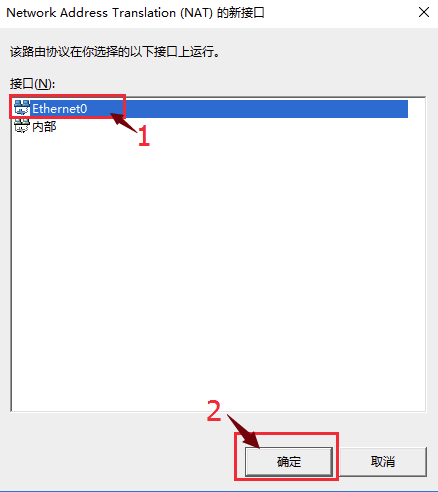 Network Address Translation (NAT) 的新接口
该路由协议在你选择的以下接口上运行。
接口(N):
Ethernet0
内部
1
2
确定
取消